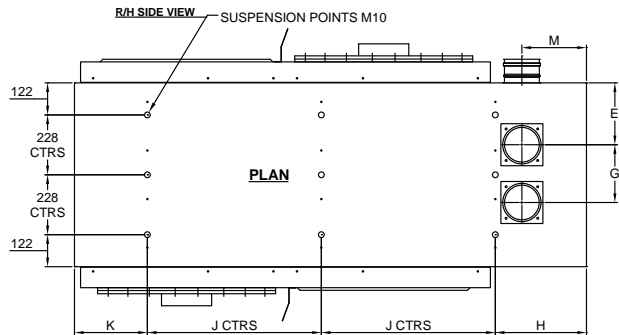 R/H SIDE VIEW
SUSPENSION POINTS M10
M
122
E
228
CTRS
PLAN
G
228
CTRS
122
K
J CTRS
J CTRS
H